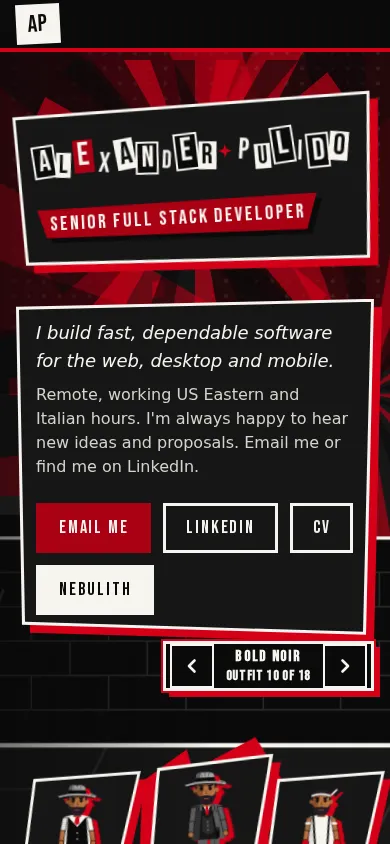 AP
ALEXANDER PULIDO
SENIOR FULL STACK DEVELOPER
I build fast, dependable software
for the web, desktop and mobile.
Remote, working US Eastern and
Italian hours. I'm always happy to hear
new ideas and proposals. Email me or
find me on LinkedIn.
EMAIL ME
LINKEDIN
CV
NEBULITH
BOLD NOIR
OUTFIT 10 OF 18